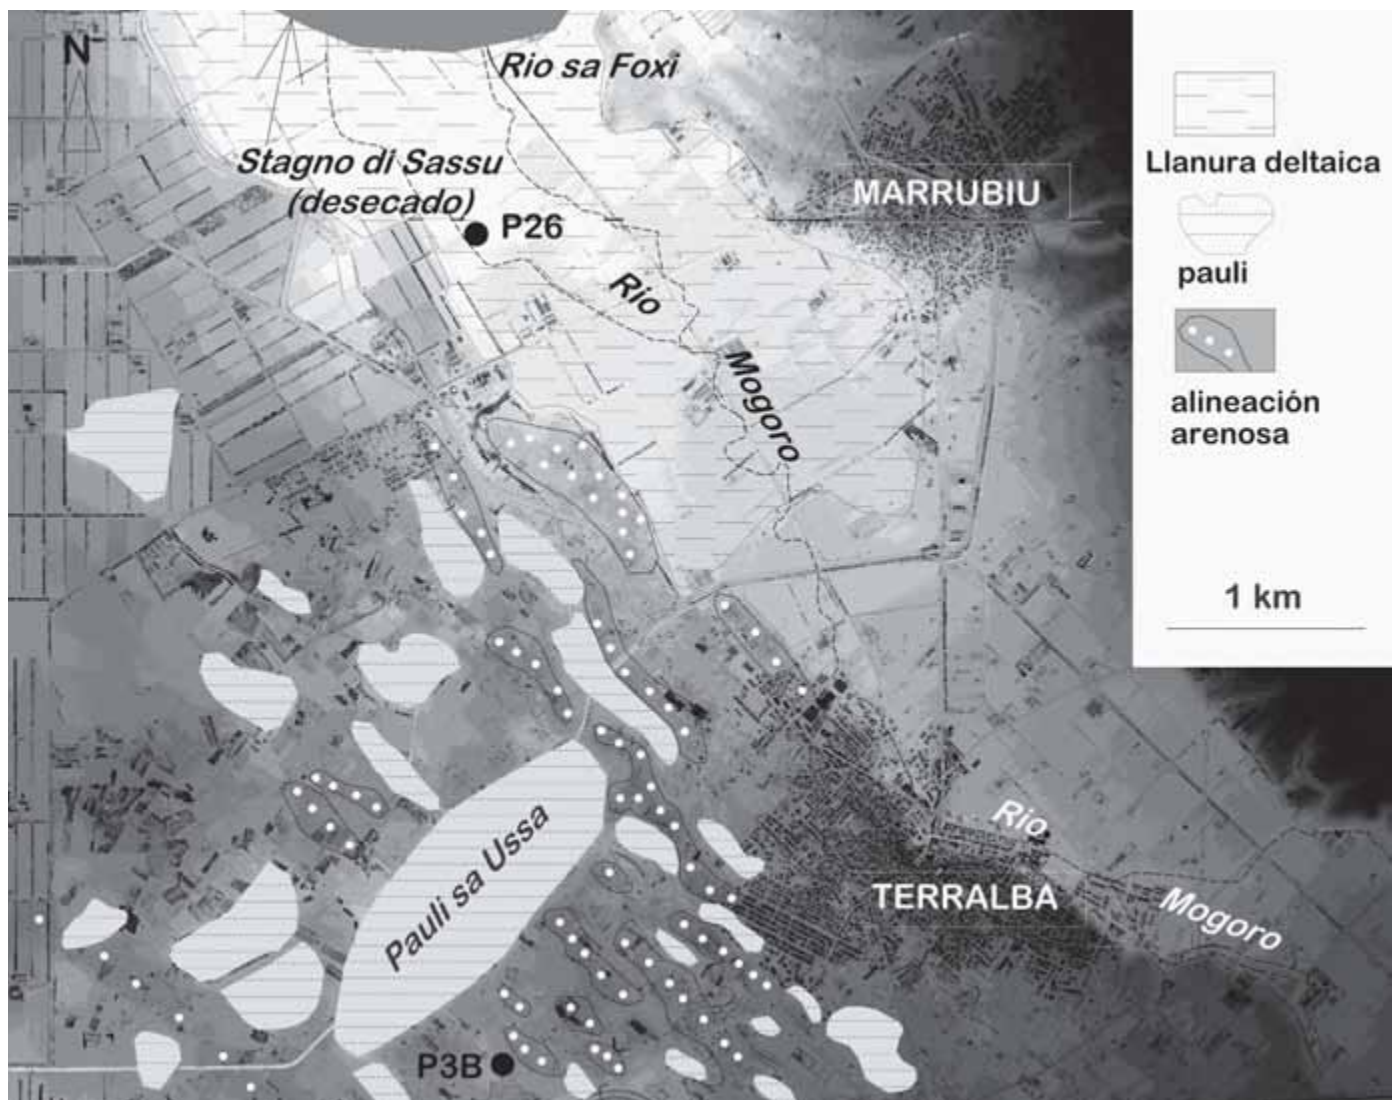 N
Rio sa Foxi
Stagno di Sassu
(desecado)
P26
MARRUBIU
Rio
Mogoro
Llanura deltaica
pauli
alineación
arenosa
1 km
Pauli sa Ussa
Rio
Mogoro
TERRALBA
P3B